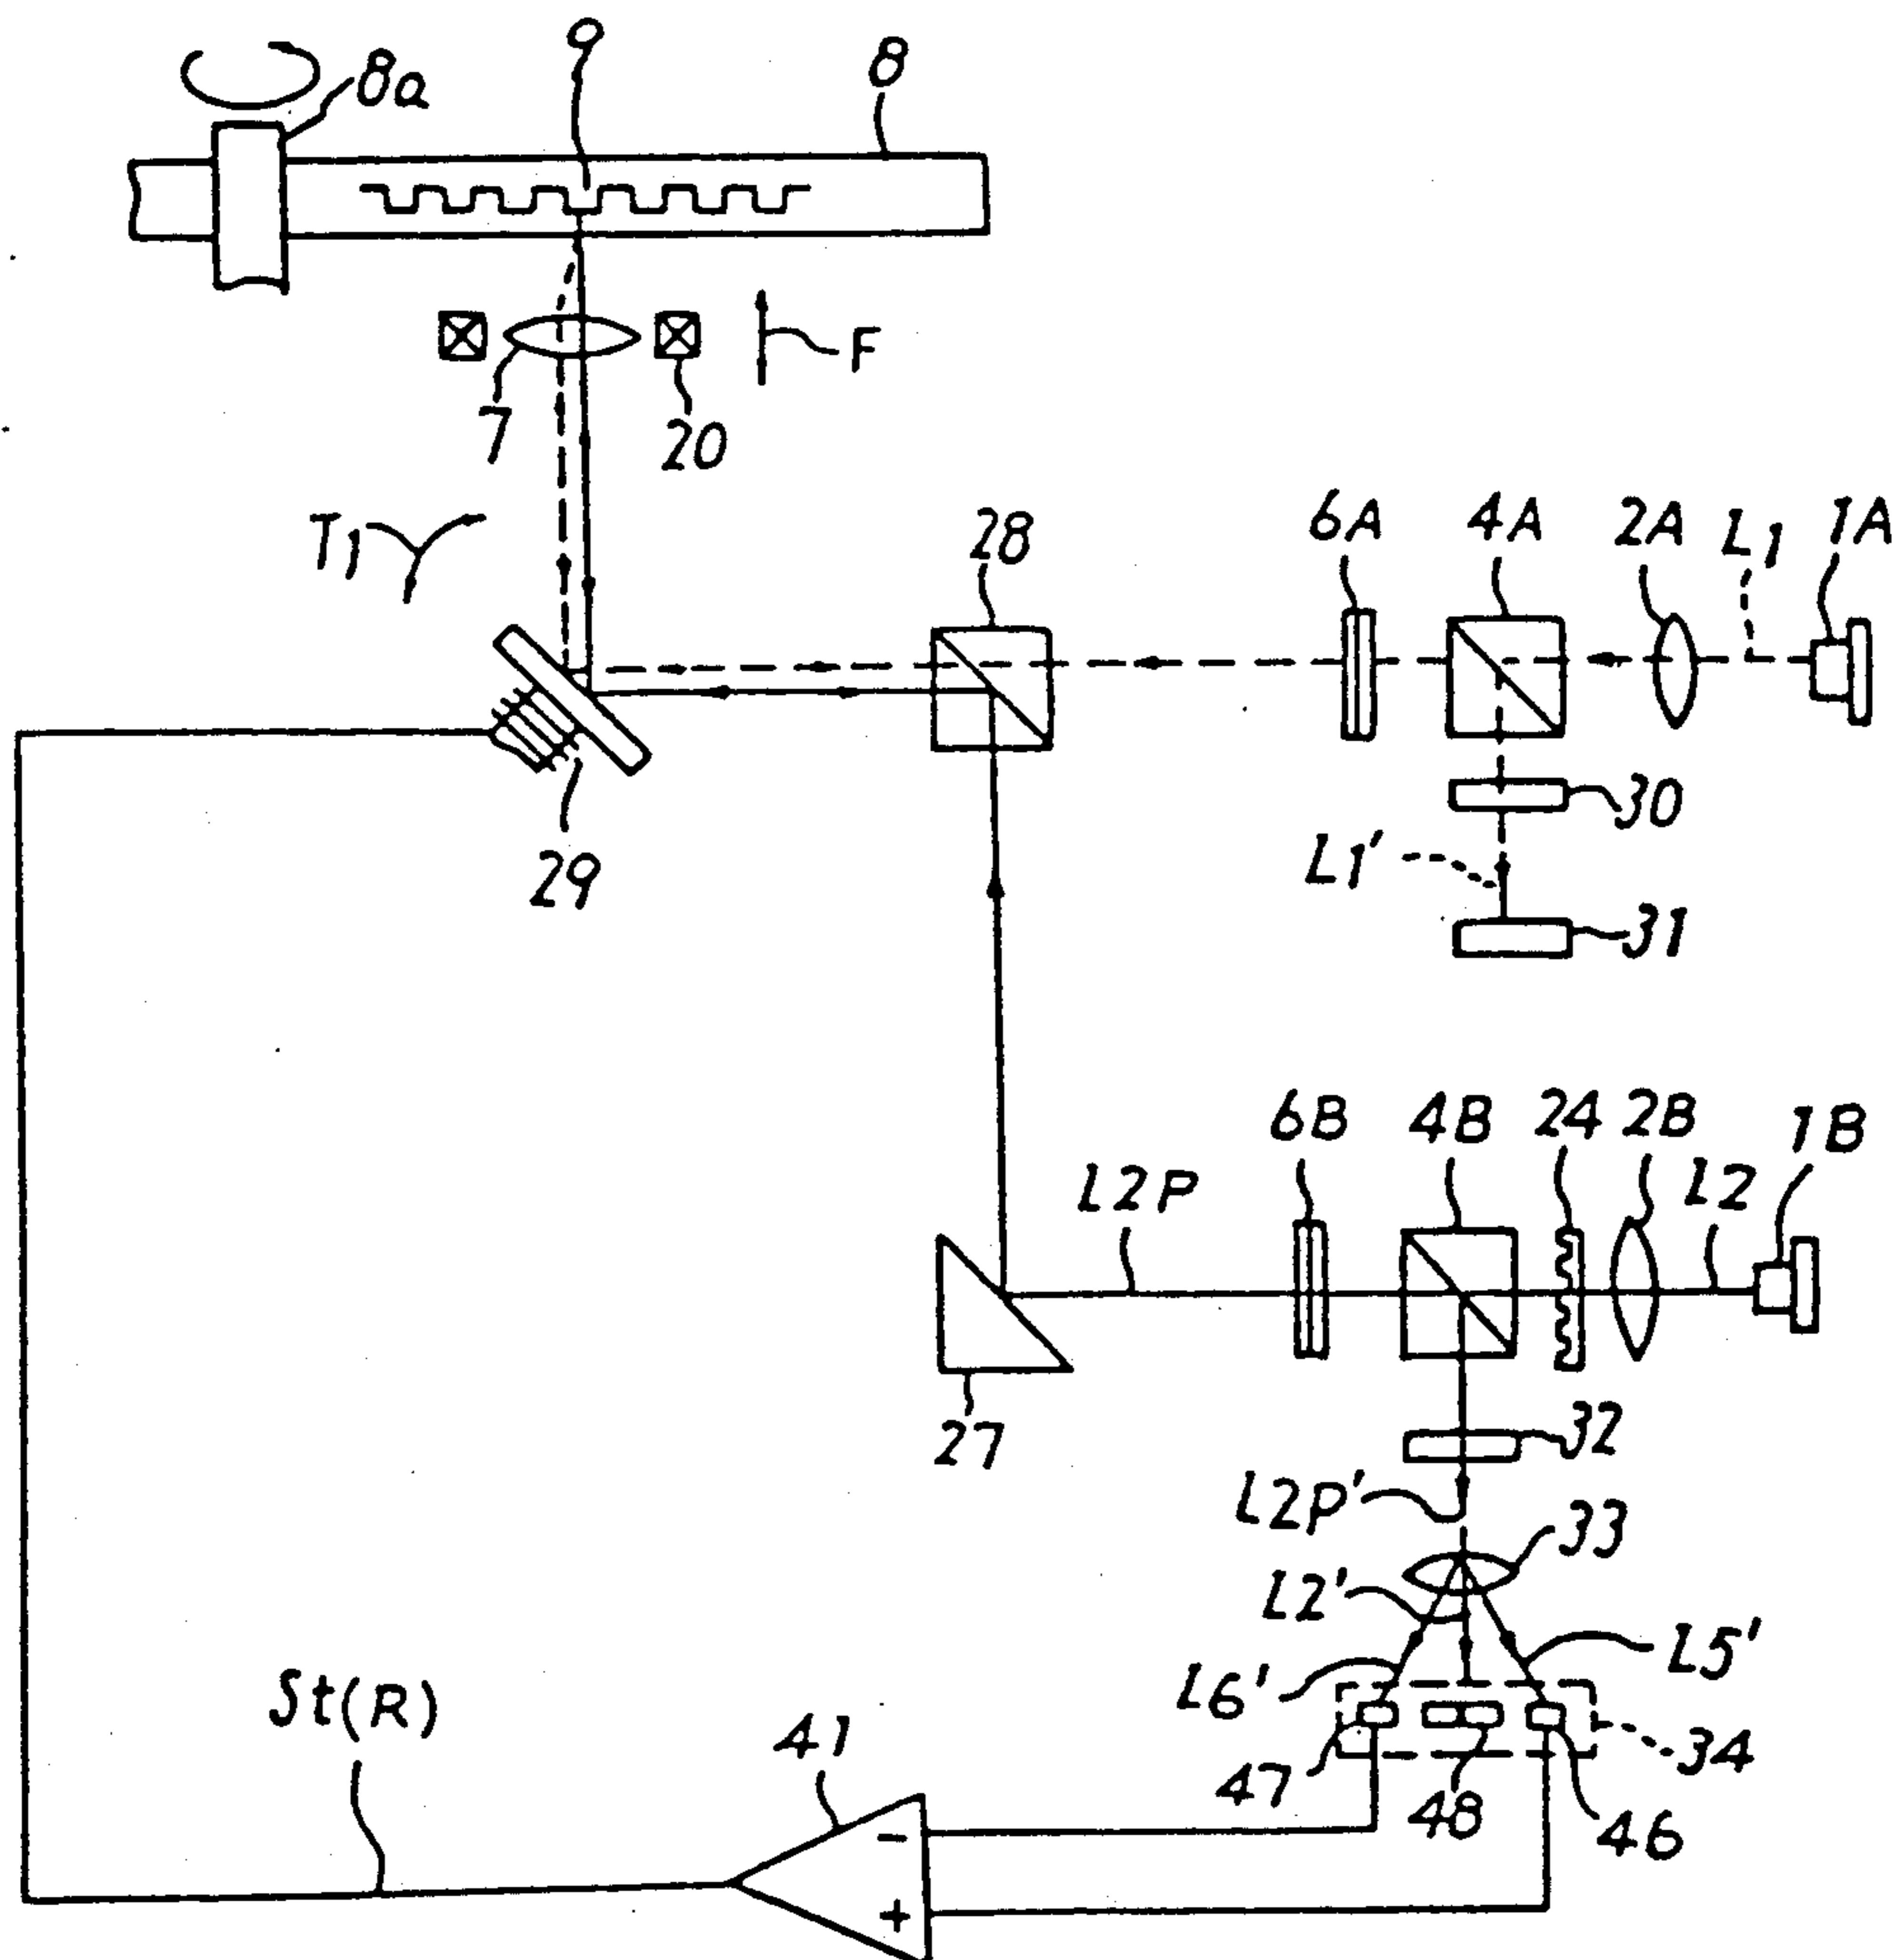 9
8
8a
F
7
20
T1
28
6A
4A
2A
L1
1A
29
30
L1'
31
6B
4B
24
2B
1B
L2P
L2
27
32
L2P'
33
L2'
L5'
L6'
St(R)
41
34
47
48
46
-
+